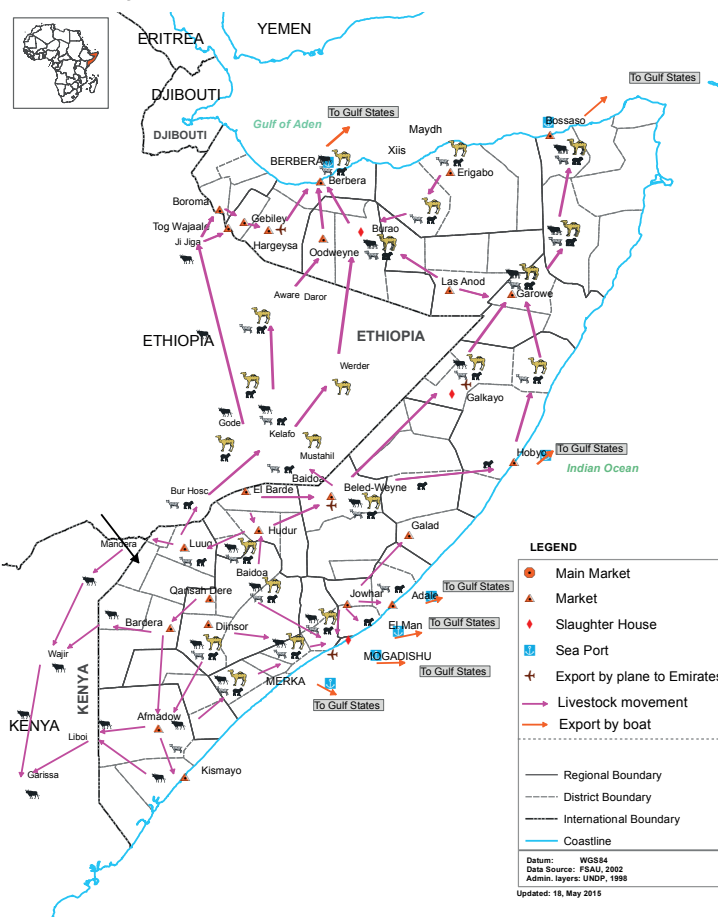 YEMEN
ERITREA
To Gulf States
DJIBOUTI
To Gulf States
Gulf of Aden
Bossaso
DJIBOUTI
Maydh
Xiis
BERBERA
Erigabo
Berbera
Boroma
Gebiley
Tog Wajaale
Burao
Ji Jiga
Hargeysa
Oodweyne
Las Anod
Garowe
Aware
Daror
ETHIOPIA
ETHIOPIA
Werder
Galkayo
Gode
Kelafo
Mustahil
Hobyo
To Gulf States
Indian Ocean
Baidoa
Bur Hosc
El Barde
Beled-Weyne
Hudur
Galad
Mandera
Luuq
Baidoa
Qansah Dere
Jowhar
Adale
To Gulf States
Bardera
Dijnsor
El Man
To Gulf States
Wajir
MOGADISHU
To Gulf States
MERKA
KENYA
To Gulf States
KENYA
Afmadow
Liboi
Garissa
Kismayo
LEGEND
Main Market
Market
Slaughter House
Sea Port
Export by plane to Emirates
Livestock movement
Export by boat
Regional Boundary
District Boundary
International Boundary
Coastline
Datum: WGS84
Data Source: FSAU, 2002
Admin. layers: UNDP, 1998
Updated: 18, May 2015